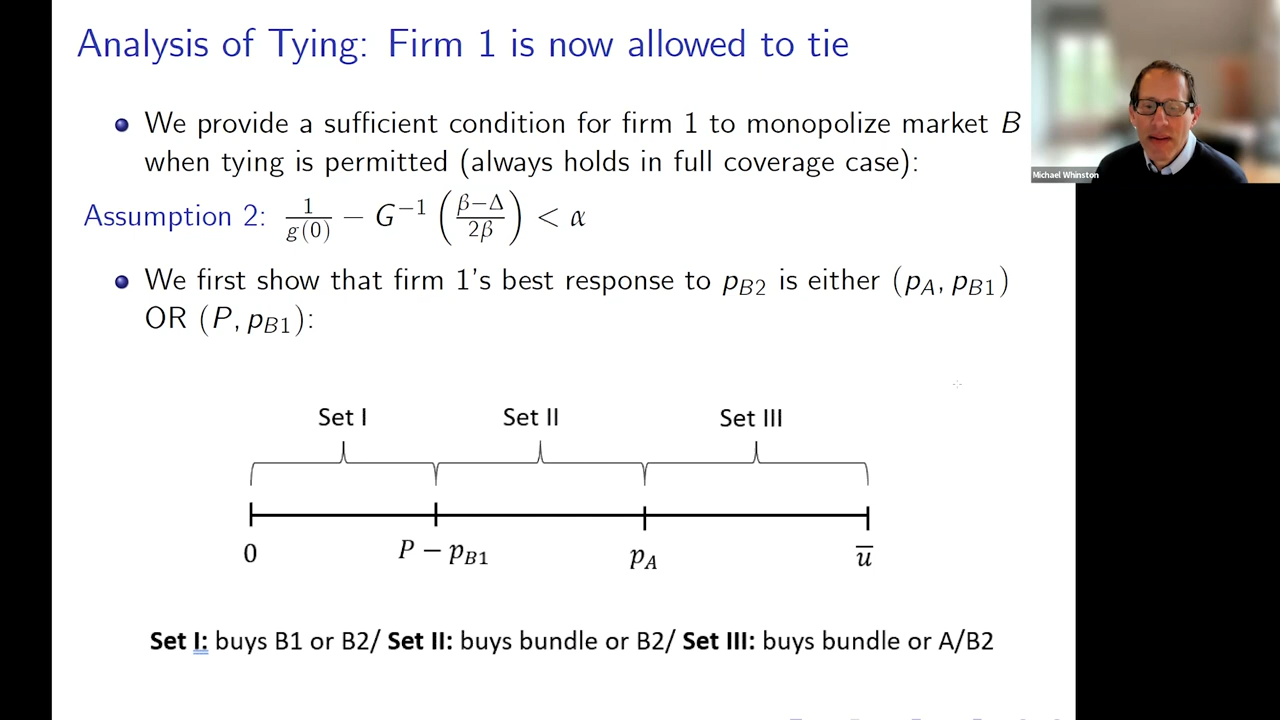 Analysis of Tying: Firm 1 is now allowed to tie
We provide a sufficient condition for firm 1 to monopolize market B
when tying is permitted (always holds in full coverage case):
Assumption 2: 1/g(0) − G⁻¹((β−Δ)/2β) < α
We first show that firm 1's best response to p_B2 is either (p_A, p_B1)
OR (P, p_B1):
Set I Set II Set III
0 P − p_B1 p_A u̅
Set I: buys B1 or B2/ Set II: buys bundle or B2/ Set III: buys bundle or A/B2
Michael Whinston